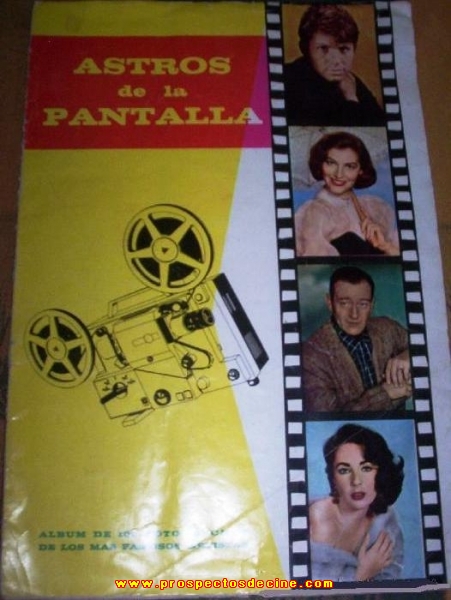 ASTROS
de la
PANTALLA
ALBUM DE
DE LOS MAS
www.prospectosdecine.com